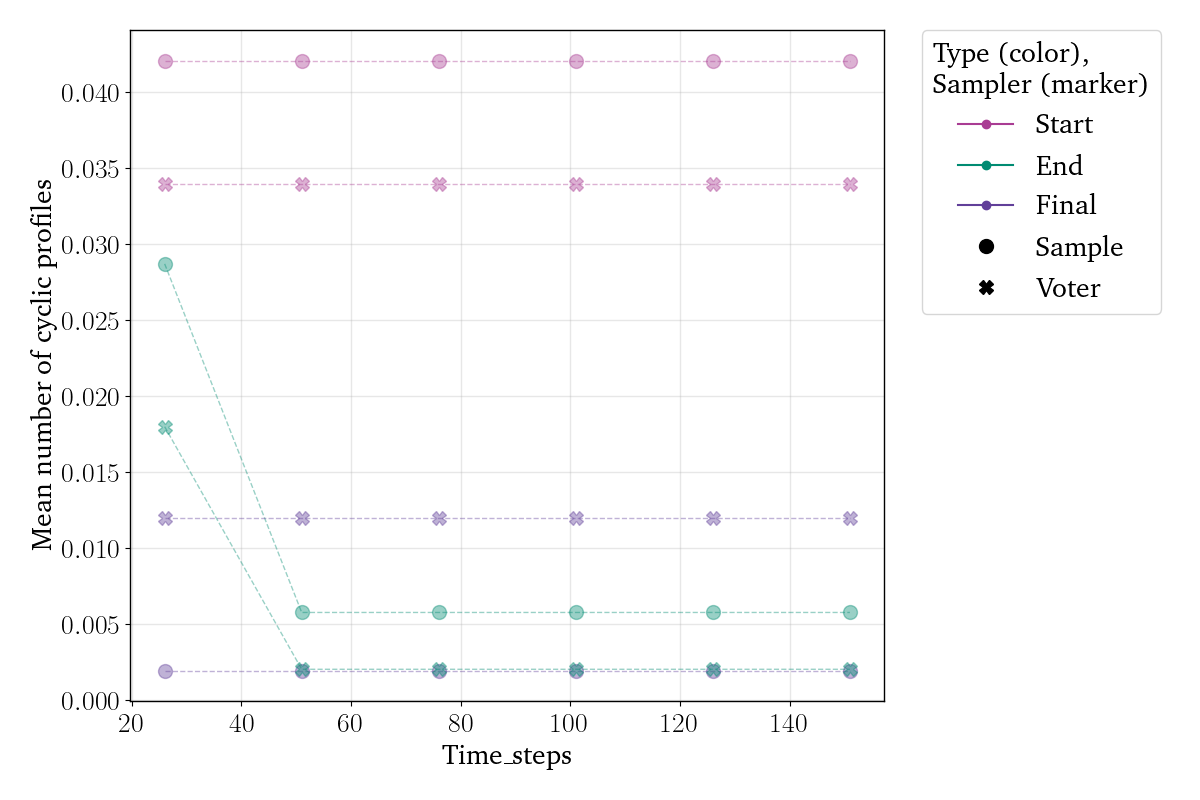 Mean number of cyclic profiles
0.040
0.035
0.030
0.025
0.020
0.015
0.010
0.005
0.000
20 40 60 80 100 120 140
Time_steps
Type (color),
Sampler (marker)
Start
End
Final
Sample
Voter